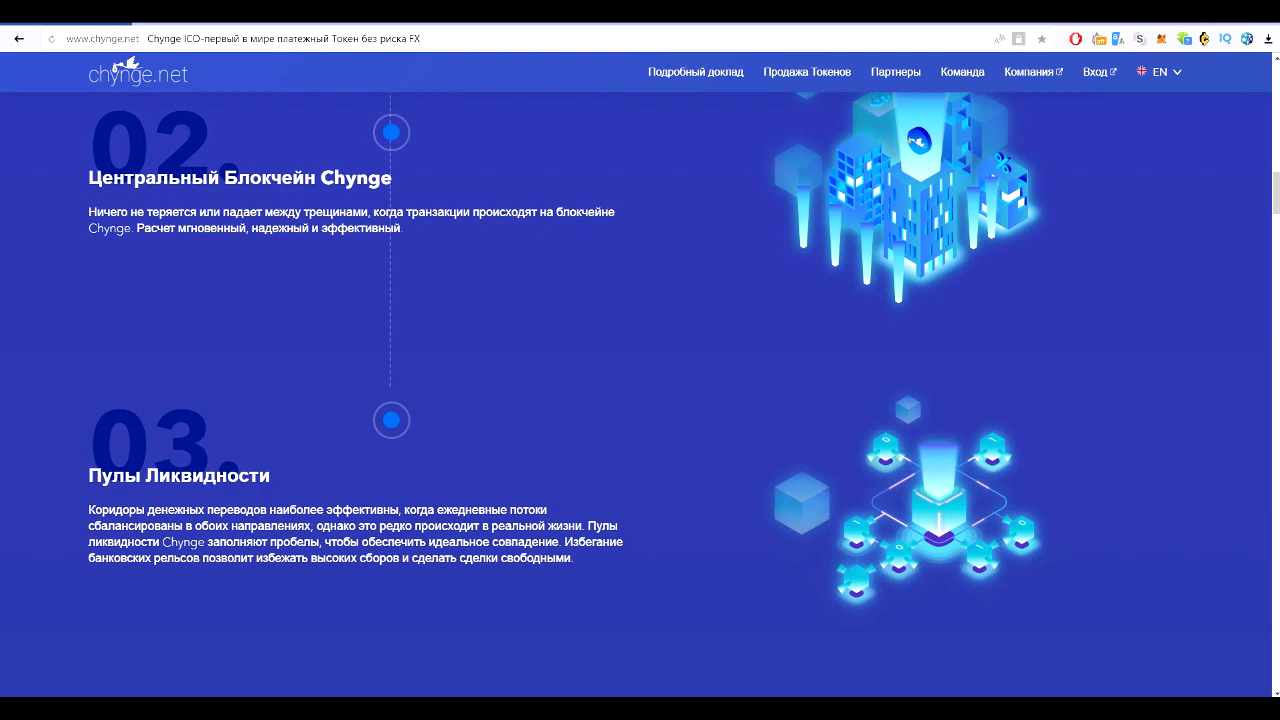 www.chynge.net Chynge ICO-первый в мире платежный Токен без риска FX
chynge.net
Подробный доклад Продажа Токенов Партнеры Команда Компания Вход EN
02.
Центральный Блокчейн Chynge
Ничего не теряется или падает между трещинами, когда транзакции происходят на блокчейне
Chynge. Расчет мгновенный, надежный и эффективный.
03.
Пулы Ликвидности
Коридоры денежных переводов наиболее эффективны, когда ежедневные потоки
сбалансированы в обоих направлениях, однако это редко происходит в реальной жизни. Пулы
ликвидности Chynge заполняют пробелы, чтобы обеспечить идеальное совпадение. Избегание
банковских рельсов позволит избежать высоких сборов и сделать сделки свободными.